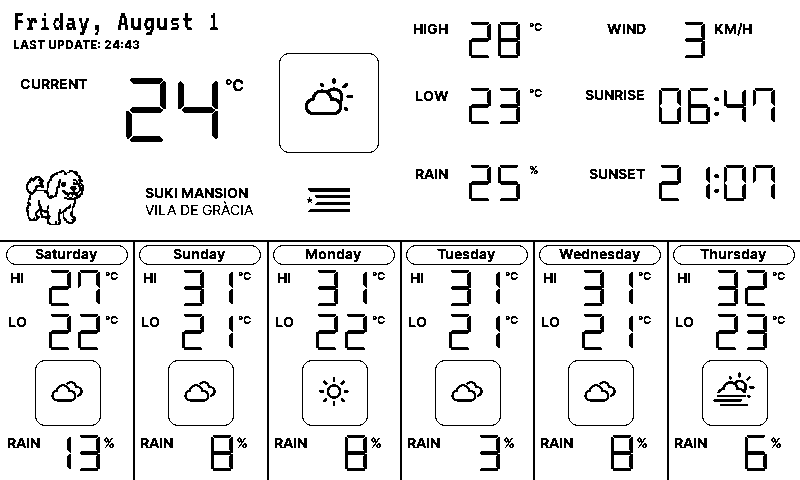 Friday, August 1
LAST UPDATE: 24:43
CURRENT 24 °C
HIGH 28 °C
LOW 23 °C
RAIN 25 %
WIND 3 KM/H
SUNRISE 06:47
SUNSET 21:07
SUKI MANSION
VILA DE GRÀCIA
Saturday
HI 27 °C
LO 22 °C
RAIN 13 %
Sunday
HI 31 °C
LO 21 °C
RAIN 8 %
Monday
HI 31 °C
LO 22 °C
RAIN 8 %
Tuesday
HI 31 °C
LO 21 °C
RAIN 3 %
Wednesday
HI 31 °C
LO 21 °C
RAIN 8 %
Thursday
HI 32 °C
LO 23 °C
RAIN 6 %